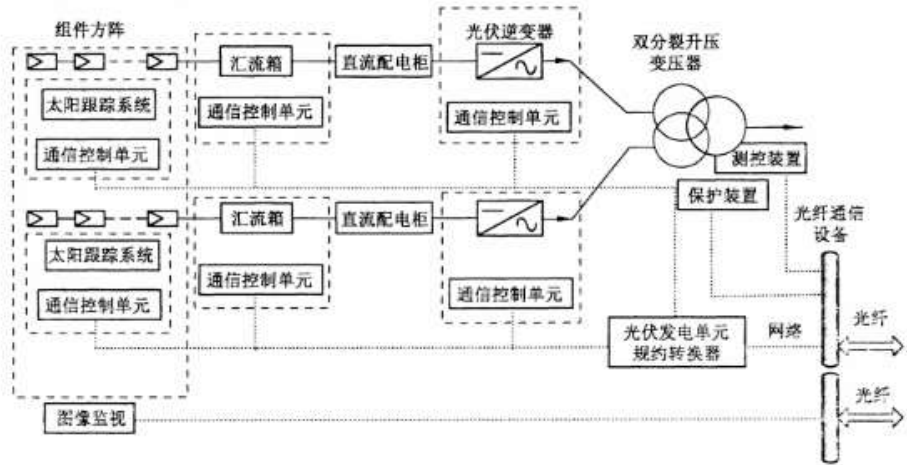 组件方阵
光伏逆变器
双分裂升压
变压器
汇流箱
直流配电柜
太阳跟踪系统
通信控制单元
通信控制单元
通信控制单元
测控装置
保护装置
光纤通信
设备
汇流箱
直流配电柜
太阳跟踪系统
通信控制单元
通信控制单元
通信控制单元
光伏发电单元
规约转换器
网络
光纤
图像监视
光纤